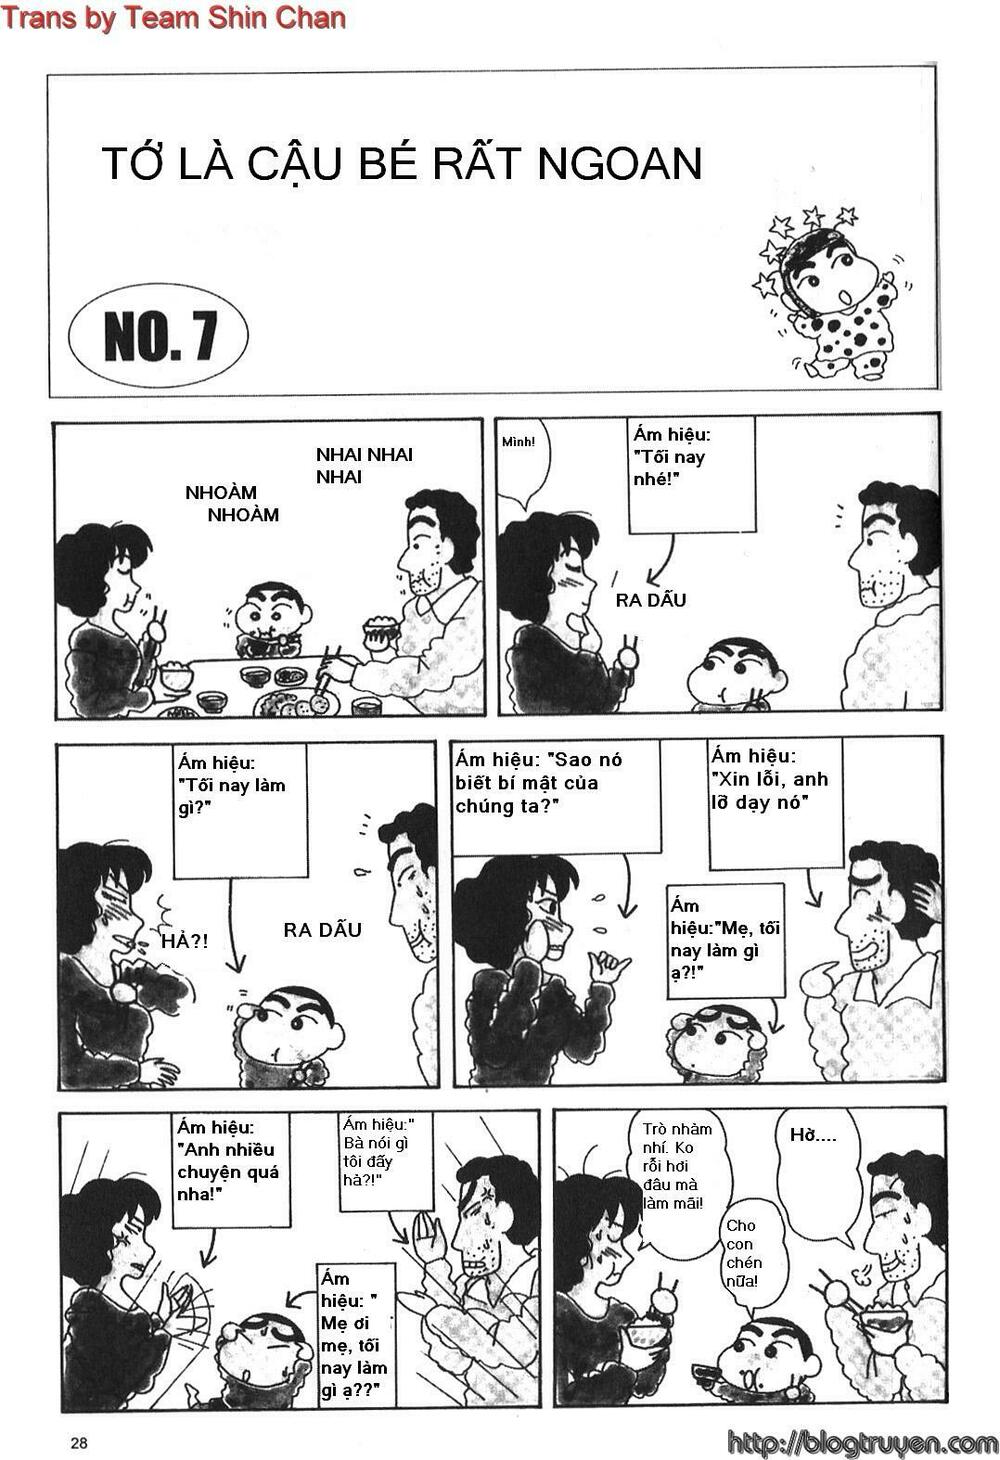 Trans by Team Shin Chan
TỚ LÀ CẬU BÉ RẤT NGOAN
NO. 7
NHAI NHAI
NHAI
NHOÀM
NHOÀM
Mình!
Ám hiệu:
"Tối nay
nhé!"
RA DẤU
Ám hiệu:
"Tối nay làm
gì?"
HẢ?!
RA DẤU
Ám hiệu: "Sao nó
biết bí mật của
chúng ta?"
Ám hiệu:
"Xin lỗi, anh
lỡ dạy nó"
Ám
hiệu:"Mẹ, tối
nay làm gì
ạ?!"
Ám hiệu:
"Anh nhiều
chuyện quá
nha!"
Ám hiệu:"
Bà nói gì
tôi đấy
hả?!"
Ám
hiệu: "
Mẹ ơi
mẹ, tối
nay làm
gì ạ??"
Trò nhàm
nhí. Ko
rỗi hơi
đâu mà
làm mãi!
Hở....
Cho
con
chén
nữa!
28
http://blogtruyen.com/